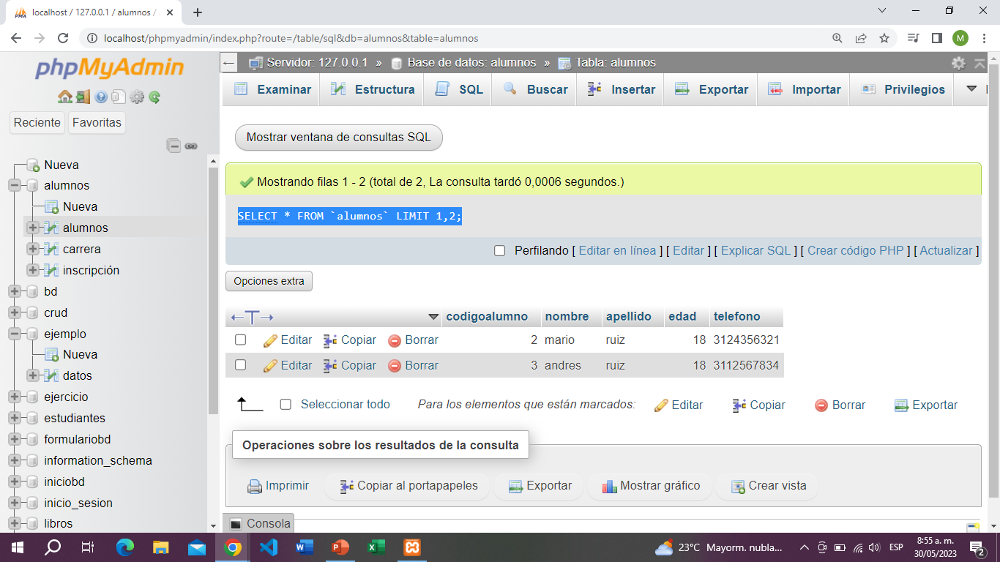 localhost / 127.0.0.1 / alumnos /
localhost/phpmyadmin/index.php?route=/table/sql&db=alumnos&table=alumnos
M
phpMyAdmin
Reciente Favoritas
Nueva
alumnos
Nueva
alumnos
carrera
inscripción
bd
crud
ejemplo
Nueva
datos
ejercicio
estudiantes
formulariobd
information_schema
iniciobd
inicio_sesion
libros
Servidor: 127.0.0.1 » Base de datos: alumnos » Tabla: alumnos
Examinar Estructura SQL Buscar Insertar Exportar Importar Privilegios
Mostrar ventana de consultas SQL
Mostrando filas 1 - 2 (total de 2, La consulta tardó 0,0006 segundos.)
SELECT * FROM `alumnos` LIMIT 1,2;
Perfilando [ Editar en línea ] [ Editar ] [ Explicar SQL ] [ Crear código PHP ] [ Actualizar ]
Opciones extra
codigoalumno nombre apellido edad telefono
Editar Copiar Borrar 2 mario ruiz 18 3124356321
Editar Copiar Borrar 3 andres ruiz 18 3112567834
Seleccionar todo Para los elementos que están marcados: Editar Copiar Borrar Exportar
Operaciones sobre los resultados de la consulta
Imprimir Copiar al portapapeles Exportar Mostrar gráfico Crear vista
Consola
23°C Mayorm. nubla... ESP 8:55 a. m.
30/05/2023
2